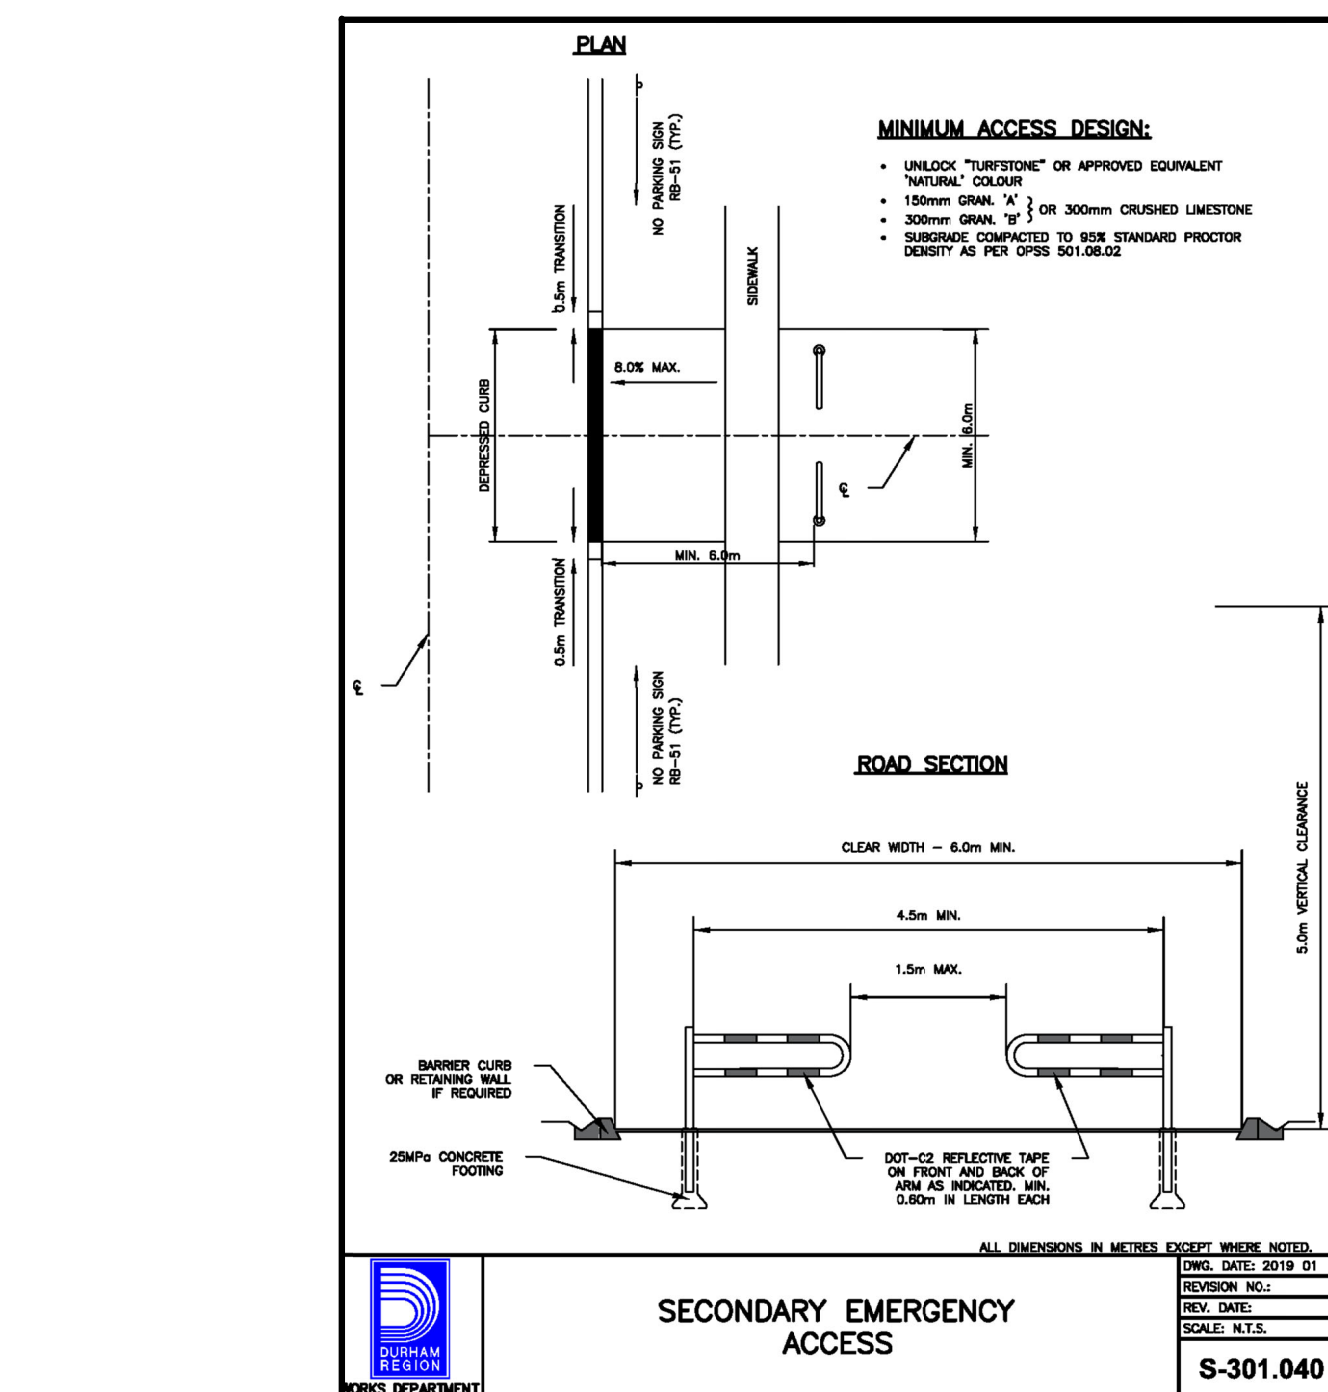 PLAN
NO PARKING SIGN
RB-51 (TYP.)
MINIMUM ACCESS DESIGN:
• UNILOCK "TURFSTONE" OR APPROVED EQUIVALENT
'NATURAL' COLOUR
• 150mm GRAN. 'A'
• 300mm GRAN. 'B'
} OR 300mm CRUSHED LIMESTONE
• SUBGRADE COMPACTED TO 95% STANDARD PROCTOR
DENSITY AS PER OPSS 501.08.02
0.5m TRANSITION
SIDEWALK
8.0% MAX.
DEPRESSED CURB
MIN. 6.0m
℄
MIN. 6.0m
0.5m TRANSITION
℄
NO PARKING SIGN
RB-51 (TYP.)
ROAD SECTION
CLEAR WIDTH - 6.0m MIN.
4.5m MIN.
1.5m MAX.
5.0m VERTICAL CLEARANCE
BARRIER CURB
OR RETAINING WALL
IF REQUIRED
25MPa CONCRETE
FOOTING
DOT-C2 REFLECTIVE TAPE
ON FRONT AND BACK OF
ARM AS INDICATED. MIN.
0.60m IN LENGTH EACH
ALL DIMENSIONS IN METRES EXCEPT WHERE NOTED.
DURHAM
REGION
WORKS DEPARTMENT
SECONDARY EMERGENCY
ACCESS
DWG. DATE: 2019 01
REVISION NO.:
REV. DATE:
SCALE: N.T.S.
S-301.040